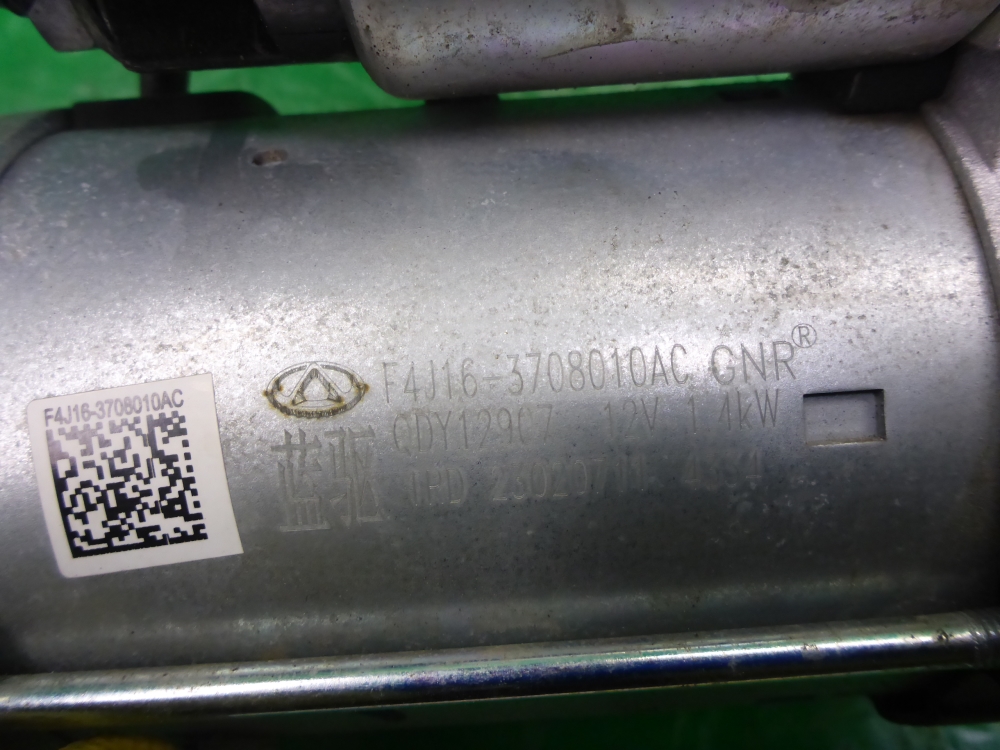 F4J16-3708010AC
F4J16-3708010AC GNR®
QDY12907 12V 1.4kW
蓝驱